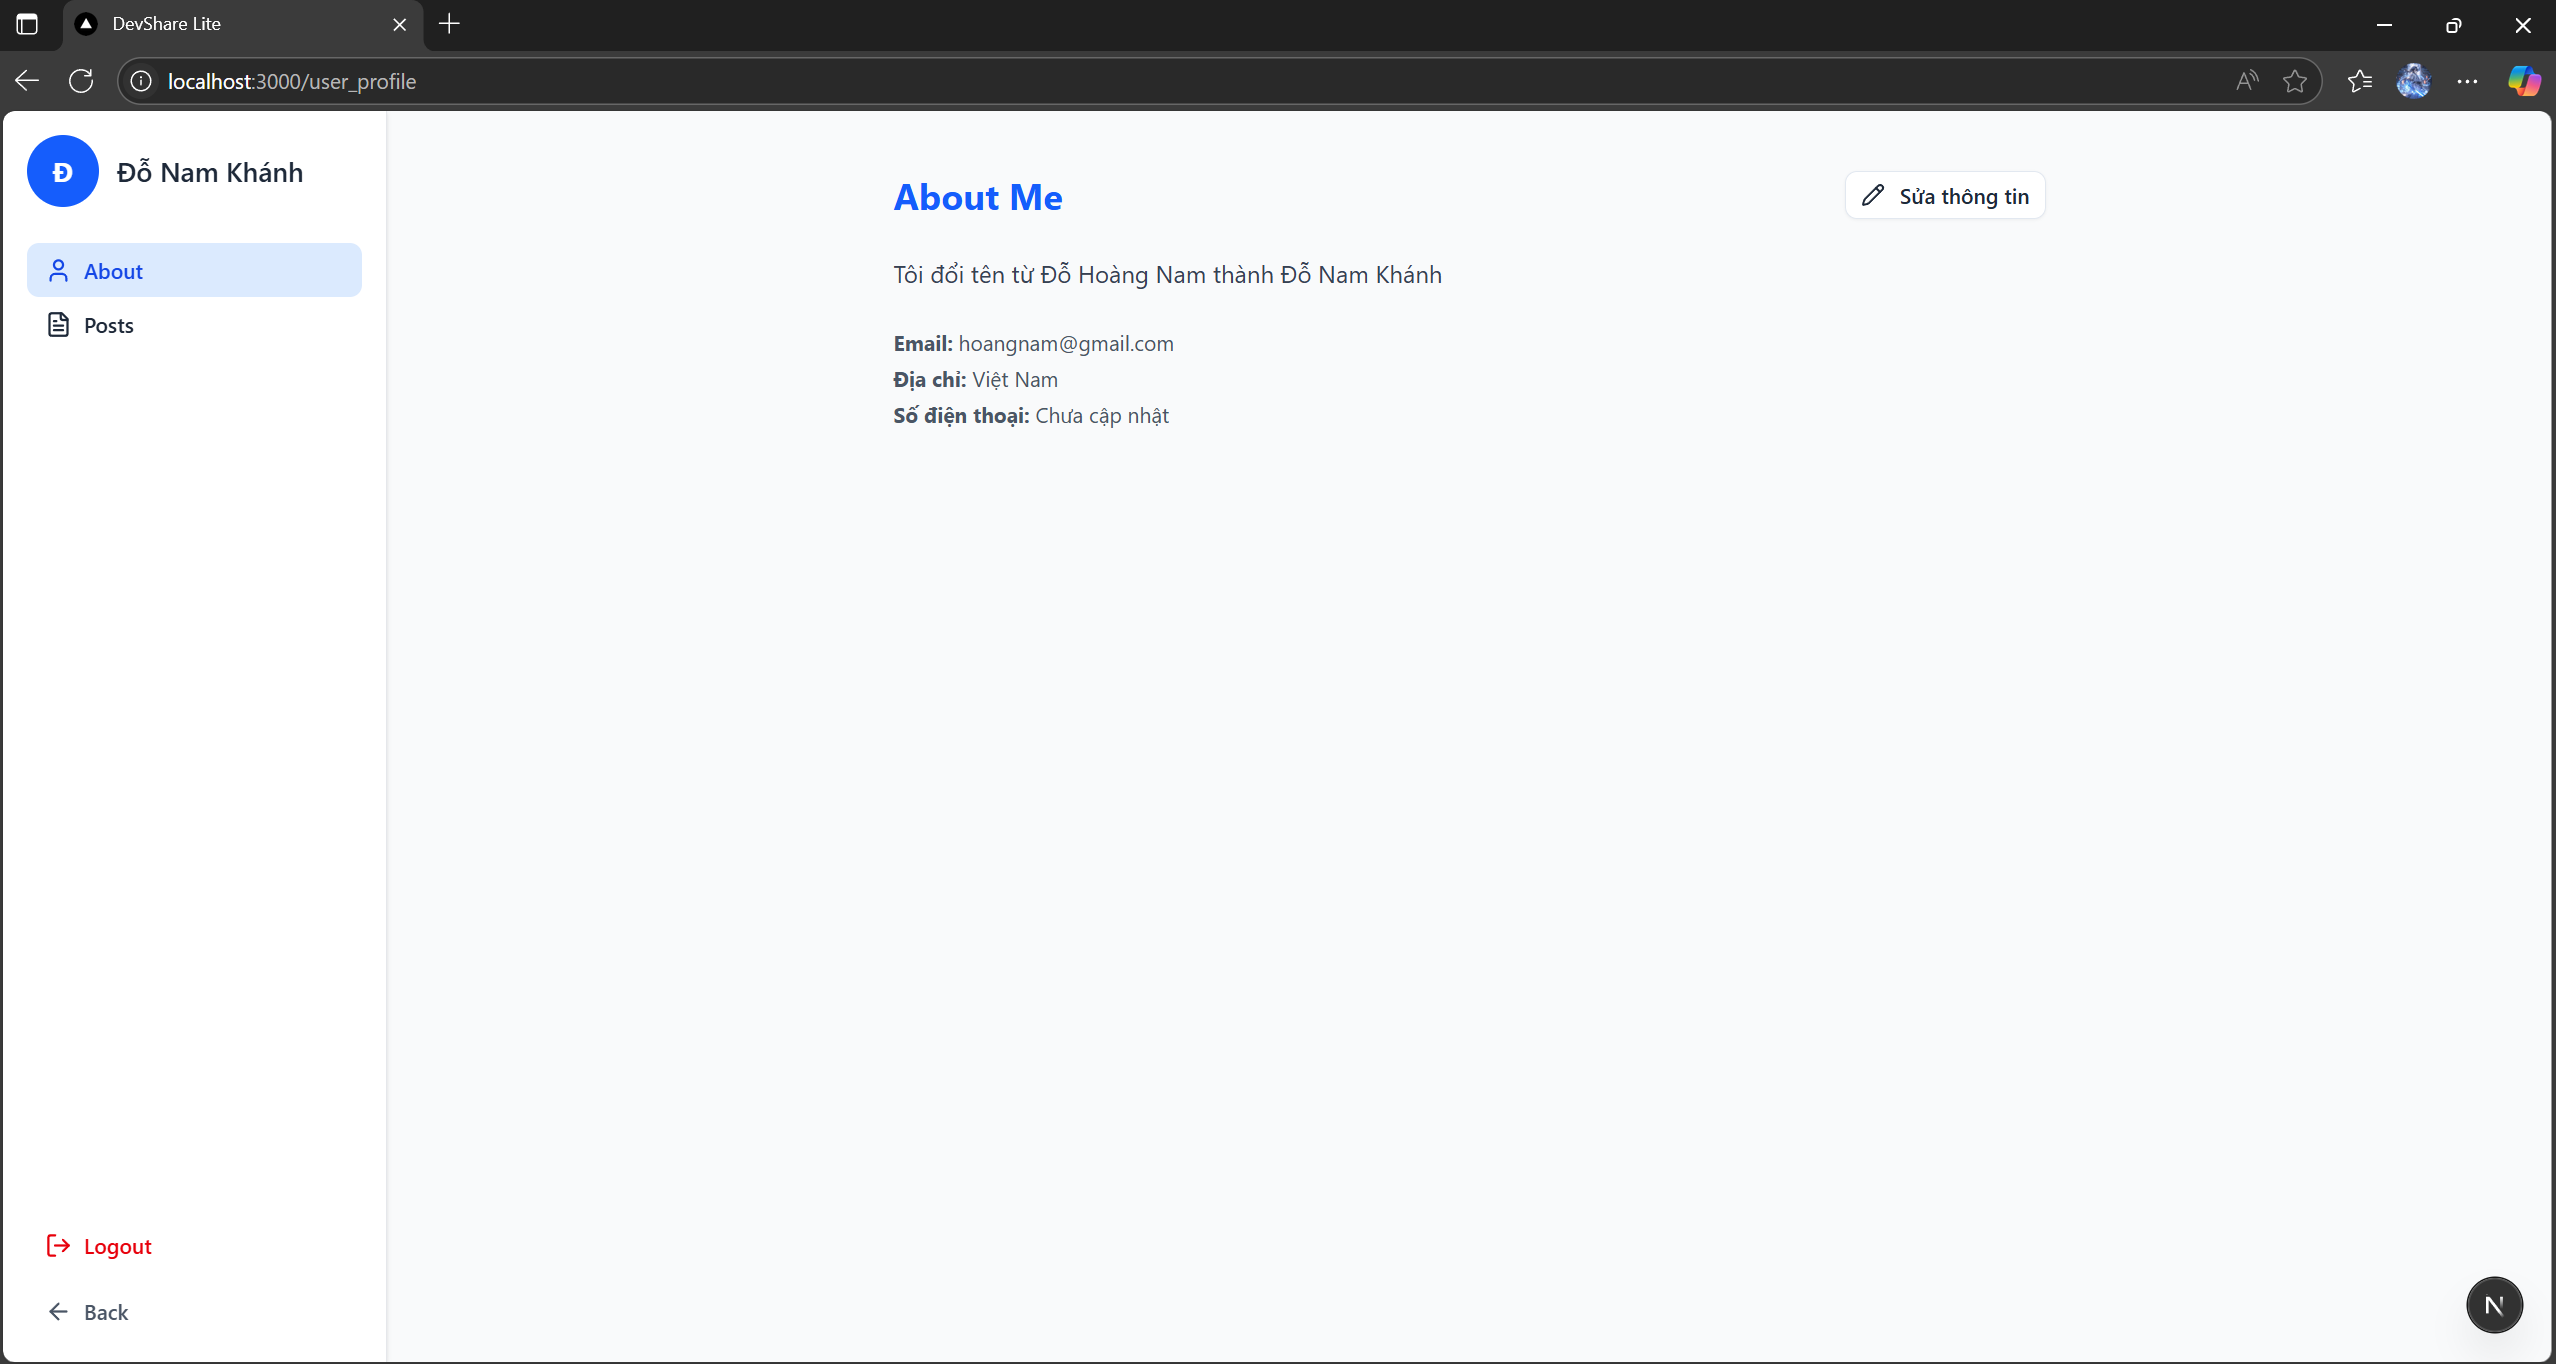 DevShare Lite
localhost:3000/user_profile
Đ
Đỗ Nam Khánh
About
Posts
About Me
Sửa thông tin
Tôi đổi tên từ Đỗ Hoàng Nam thành Đỗ Nam Khánh
Email: hoangnam@gmail.com
Địa chỉ: Việt Nam
Số điện thoại: Chưa cập nhật
Logout
Back
N